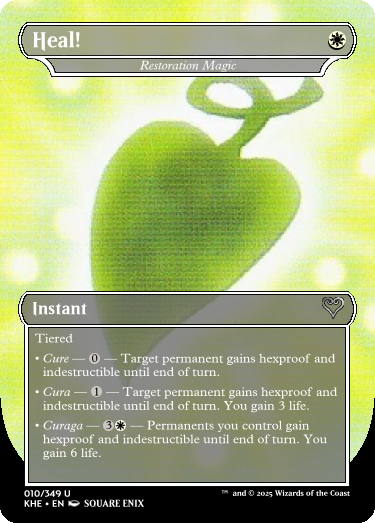 Heal!
Restoration Magic
Instant
Tiered
• Cure — 0 — Target permanent gains hexproof and
indestructible until end of turn.
• Cura — 1 — Target permanent gains hexproof and
indestructible until end of turn. You gain 3 life.
• Curaga — 3 — Permanents you control gain
hexproof and indestructible until end of turn. You
gain 6 life.
010/349 U
KHE • EN SQUARE ENIX
™ and © 2025 Wizards of the Coast